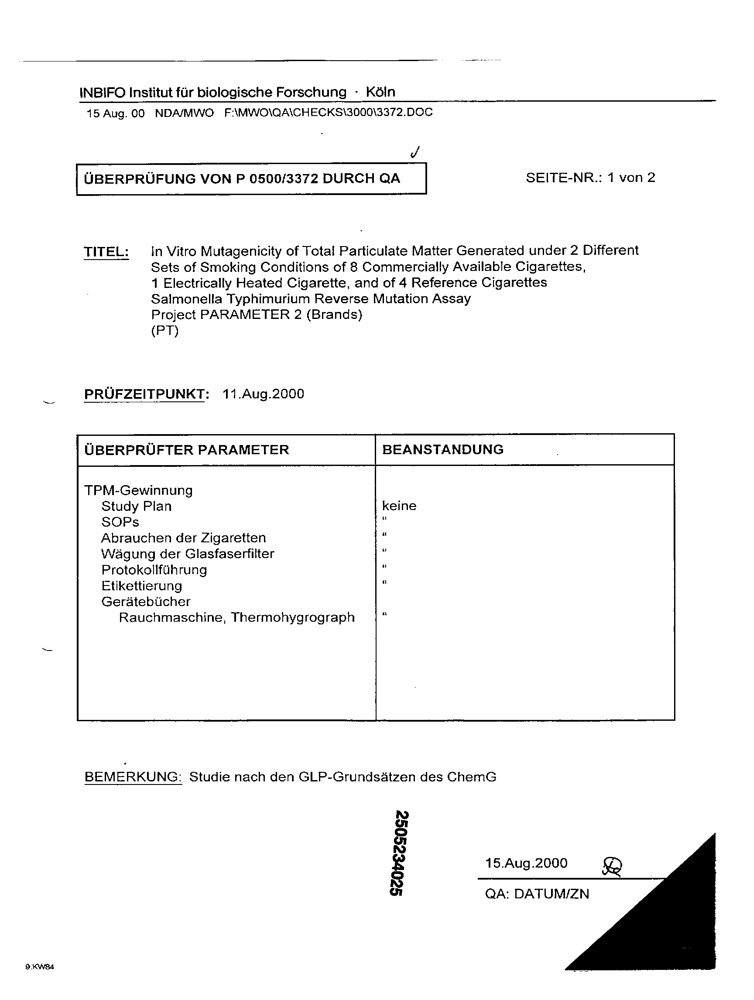 INBIFO Institut für biologische Forschung · Köln
15 Aug. 00 NDA/MWO F:\MWO\QA\CHECKS\3000\3372.DOC
ÜBERPRÜFUNG VON P 0500/3372 DURCH QA
SEITE-NR.: 1 von 2
TITEL: In Vitro Mutagenicity of Total Particulate Matter Generated under 2 Different
Sets of Smoking Conditions of 8 Commercially Available Cigarettes,
1 Electrically Heated Cigarette, and of 4 Reference Cigarettes
Salmonella Typhimurium Reverse Mutation Assay
Project PARAMETER 2 (Brands)
(PT)
PRÜFZEITPUNKT: 11.Aug.2000
ÜBERPRÜFTER PARAMETER BEANSTANDUNG
TPM-Gewinnung
Study Plan keine
SOPs "
Abrauchen der Zigaretten "
Wägung der Glasfaserfilter "
Protokollführung "
Etikettierung "
Gerätebücher
Rauchmaschine, Thermohygrograph "
BEMERKUNG: Studie nach den GLP-Grundsätzen des ChemG
2505234025
15.Aug.2000
QA: DATUM/ZN
9.KW84